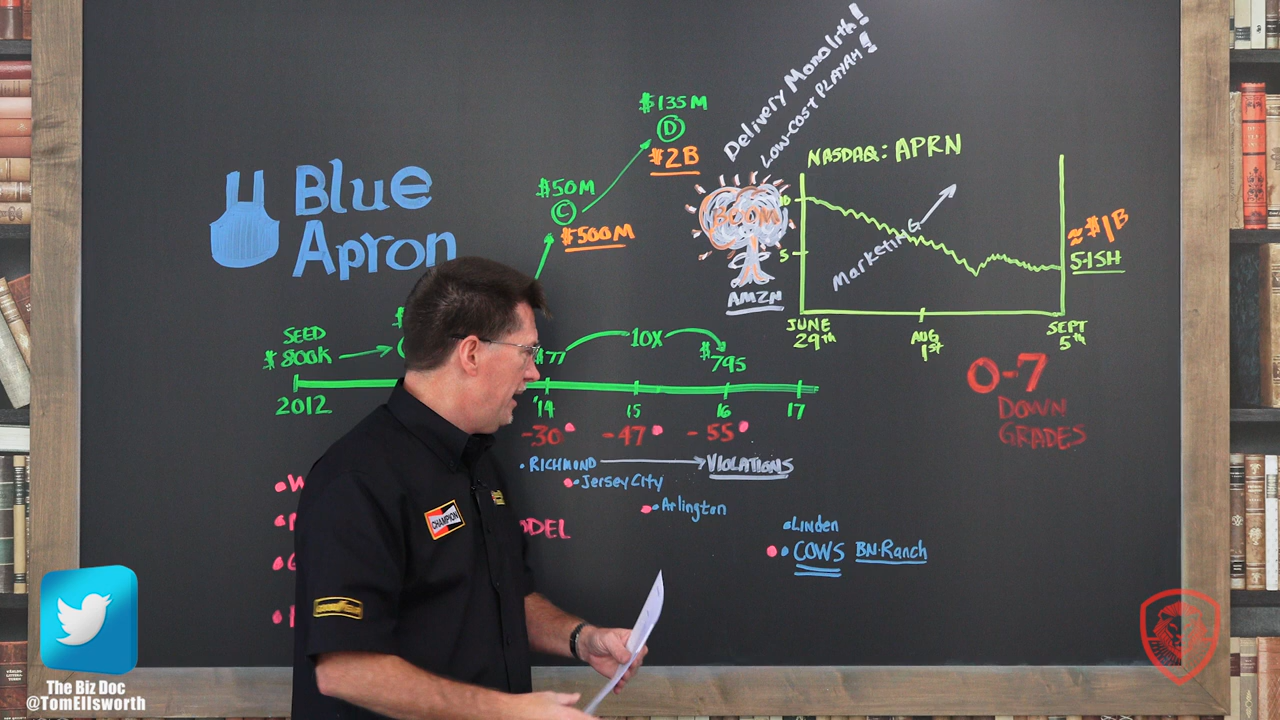 Delivery Monolith!
Low-COST PLAYAH!
$135M
D
$2B
NASDAQ: APRN
Blue
Apron
$50M
C
$500M
BOOM
AMZN
10
5
Marketing
≈$1B
5.15H
JUNE
29th
AUG
1st
SEPT
5th
SEED
$800K
$77
10X
$795
2012
'14
15
16
17
-30
-47
-55
0-7
DOWN
GRADES
RICHMOND
VIOLATIONS
Jersey City
Arlington
Linden
COWS BN.Ranch
CHAMPION
The Biz Doc
@TomEllsworth